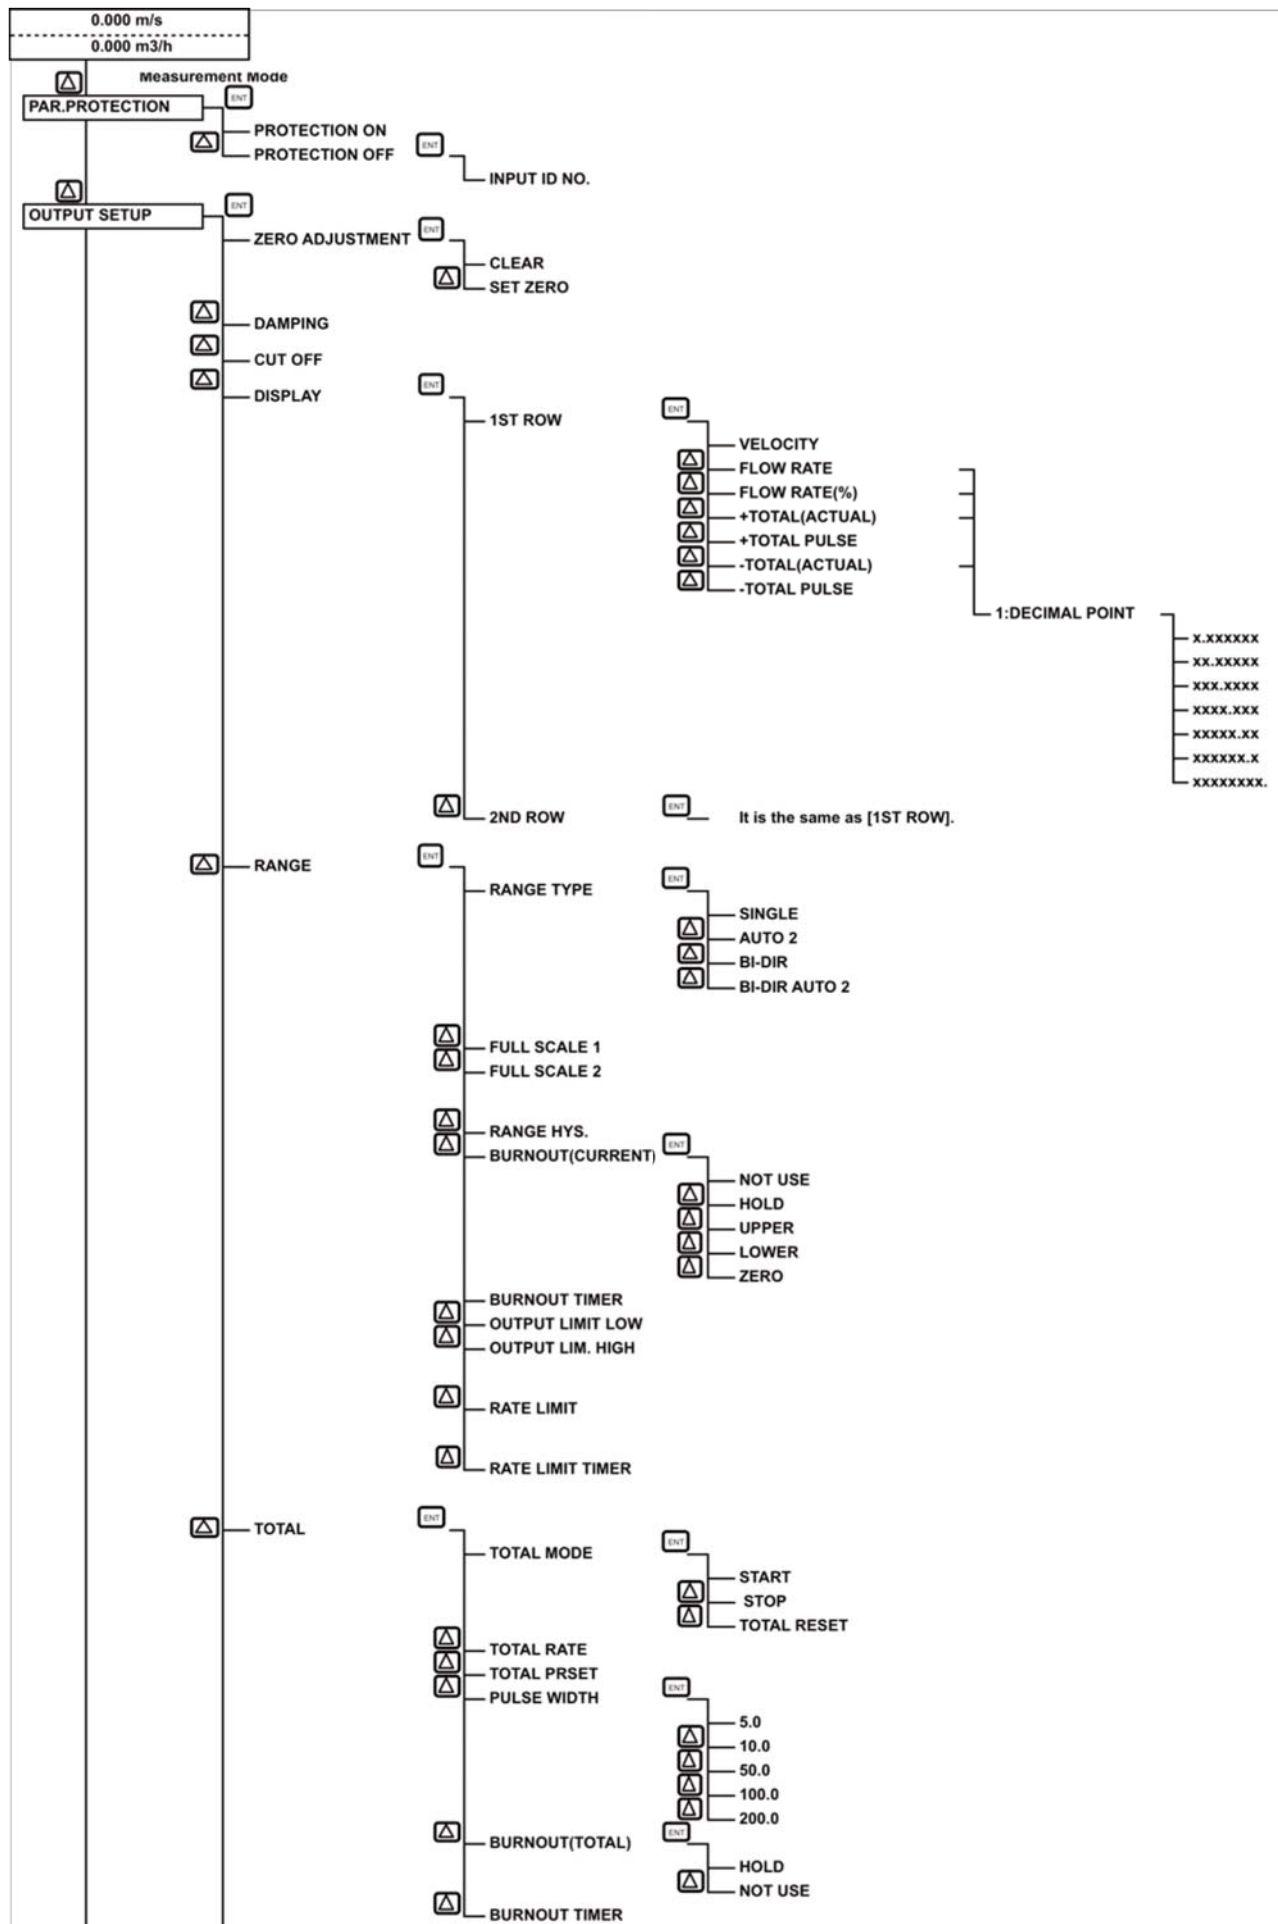 0.000 m/s
0.000 m3/h
Measurement Mode
PAR.PROTECTION
ENT
PROTECTION ON
PROTECTION OFF
ENT
INPUT ID NO.
OUTPUT SETUP
ENT
ZERO ADJUSTMENT
ENT
CLEAR
SET ZERO
DAMPING
CUT OFF
DISPLAY
ENT
1ST ROW
ENT
VELOCITY
FLOW RATE
FLOW RATE(%)
+TOTAL(ACTUAL)
+TOTAL PULSE
-TOTAL(ACTUAL)
-TOTAL PULSE
1:DECIMAL POINT
x.xxxxxx
xx.xxxxx
xxx.xxxx
xxxx.xxx
xxxxx.xx
xxxxxx.x
xxxxxxxx.
2ND ROW
ENT
It is the same as [1ST ROW].
RANGE
ENT
RANGE TYPE
ENT
SINGLE
AUTO 2
BI-DIR
BI-DIR AUTO 2
FULL SCALE 1
FULL SCALE 2
RANGE HYS.
BURNOUT(CURRENT)
ENT
NOT USE
HOLD
UPPER
LOWER
ZERO
BURNOUT TIMER
OUTPUT LIMIT LOW
OUTPUT LIM. HIGH
RATE LIMIT
RATE LIMIT TIMER
TOTAL
ENT
TOTAL MODE
ENT
START
STOP
TOTAL RESET
TOTAL RATE
TOTAL PRSET
PULSE WIDTH
ENT
5.0
10.0
50.0
100.0
200.0
BURNOUT(TOTAL)
ENT
HOLD
NOT USE
BURNOUT TIMER